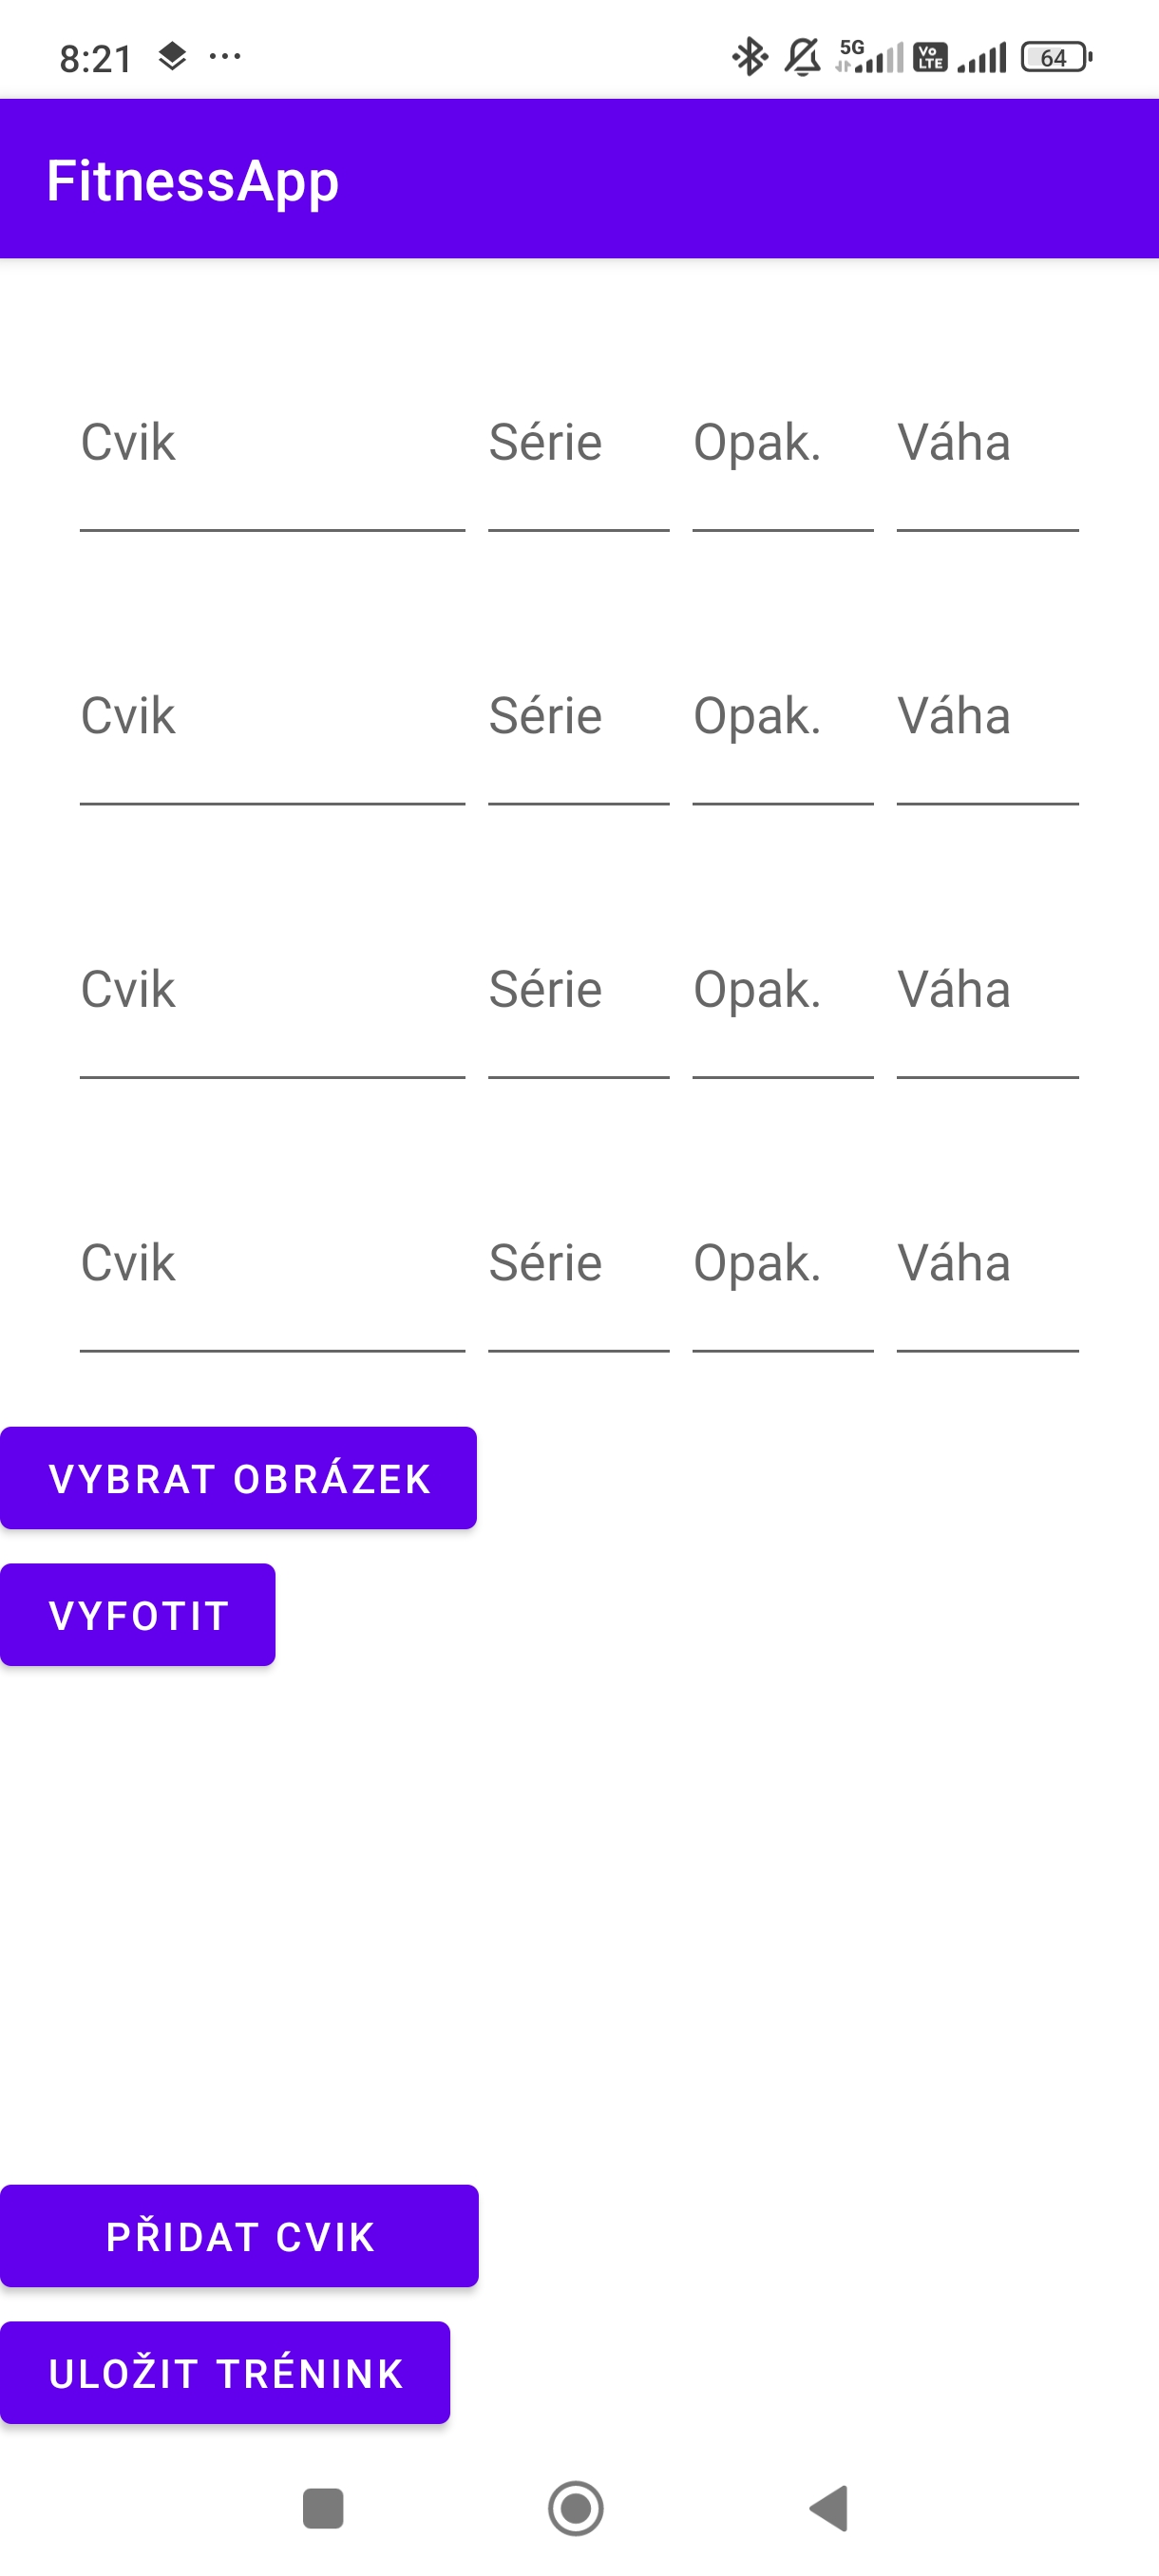 8:21 ... 5G Vo LTE 64
FitnessApp
Cvik Série Opak. Váha
Cvik Série Opak. Váha
Cvik Série Opak. Váha
Cvik Série Opak. Váha
VYBRAT OBRÁZEK
VYFOTIT
PŘIDAT CVIK
ULOŽIT TRÉNINK